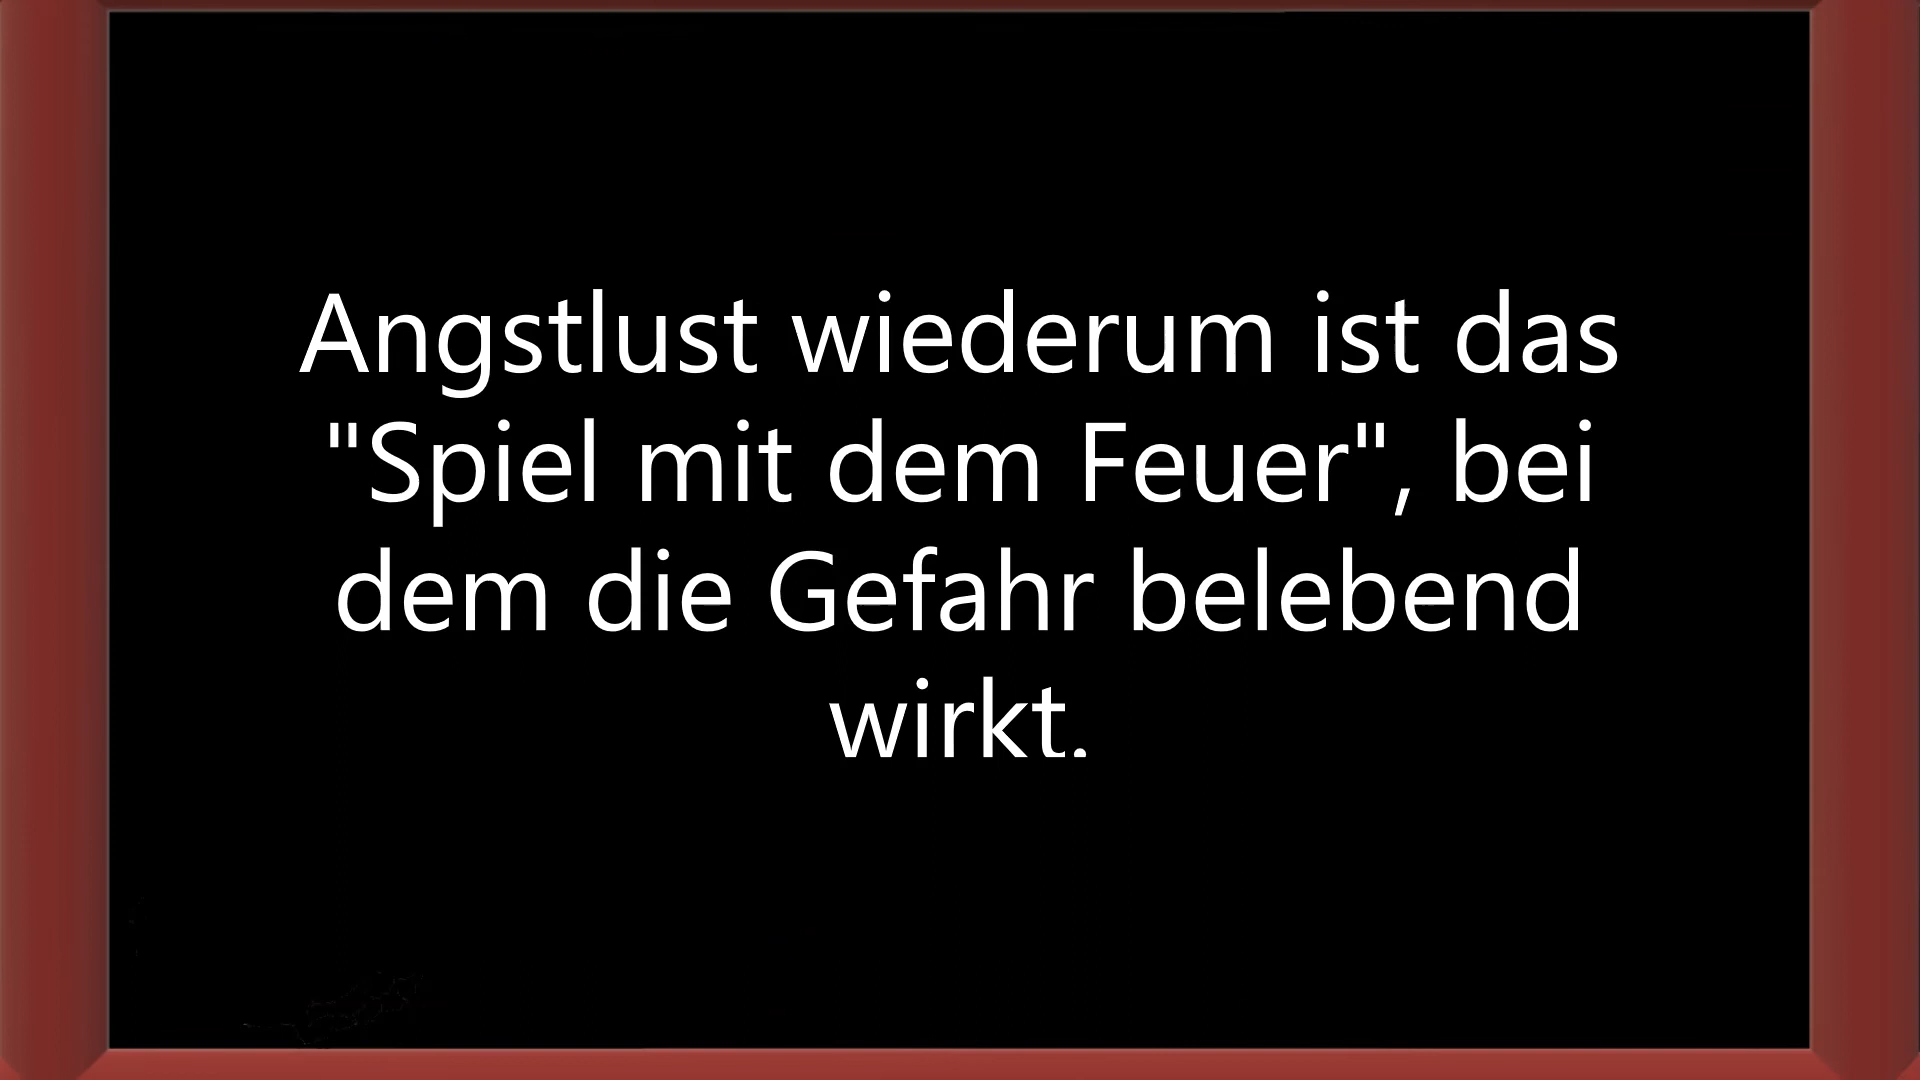 Angstlust wiederum ist das
"Spiel mit dem Feuer", bei
dem die Gefahr belebend
wirkt.